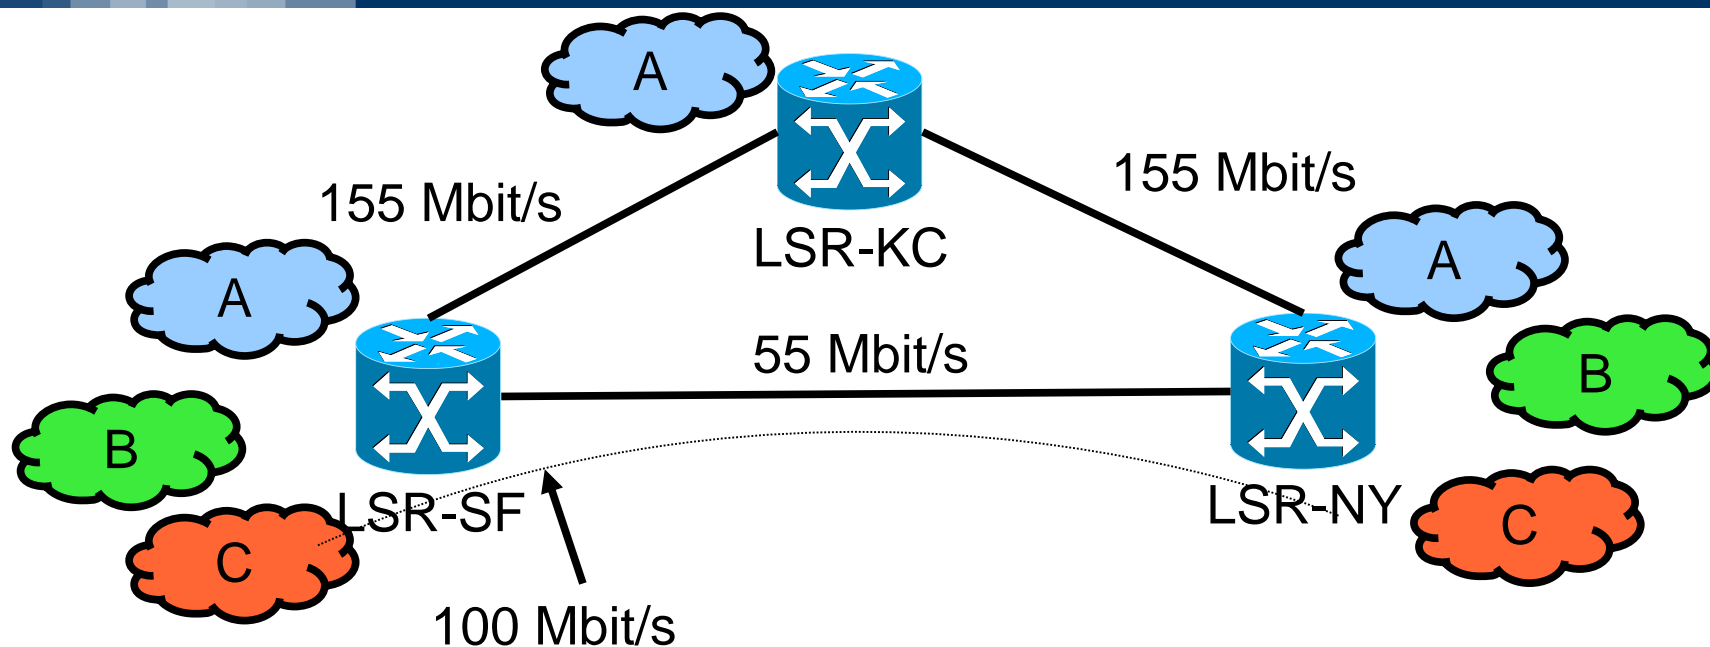 A
155 Mbit/s
155 Mbit/s
LSR-KC
A
A
55 Mbit/s
B
B
LSR-SF
LSR-NY
C
C
100 Mbit/s